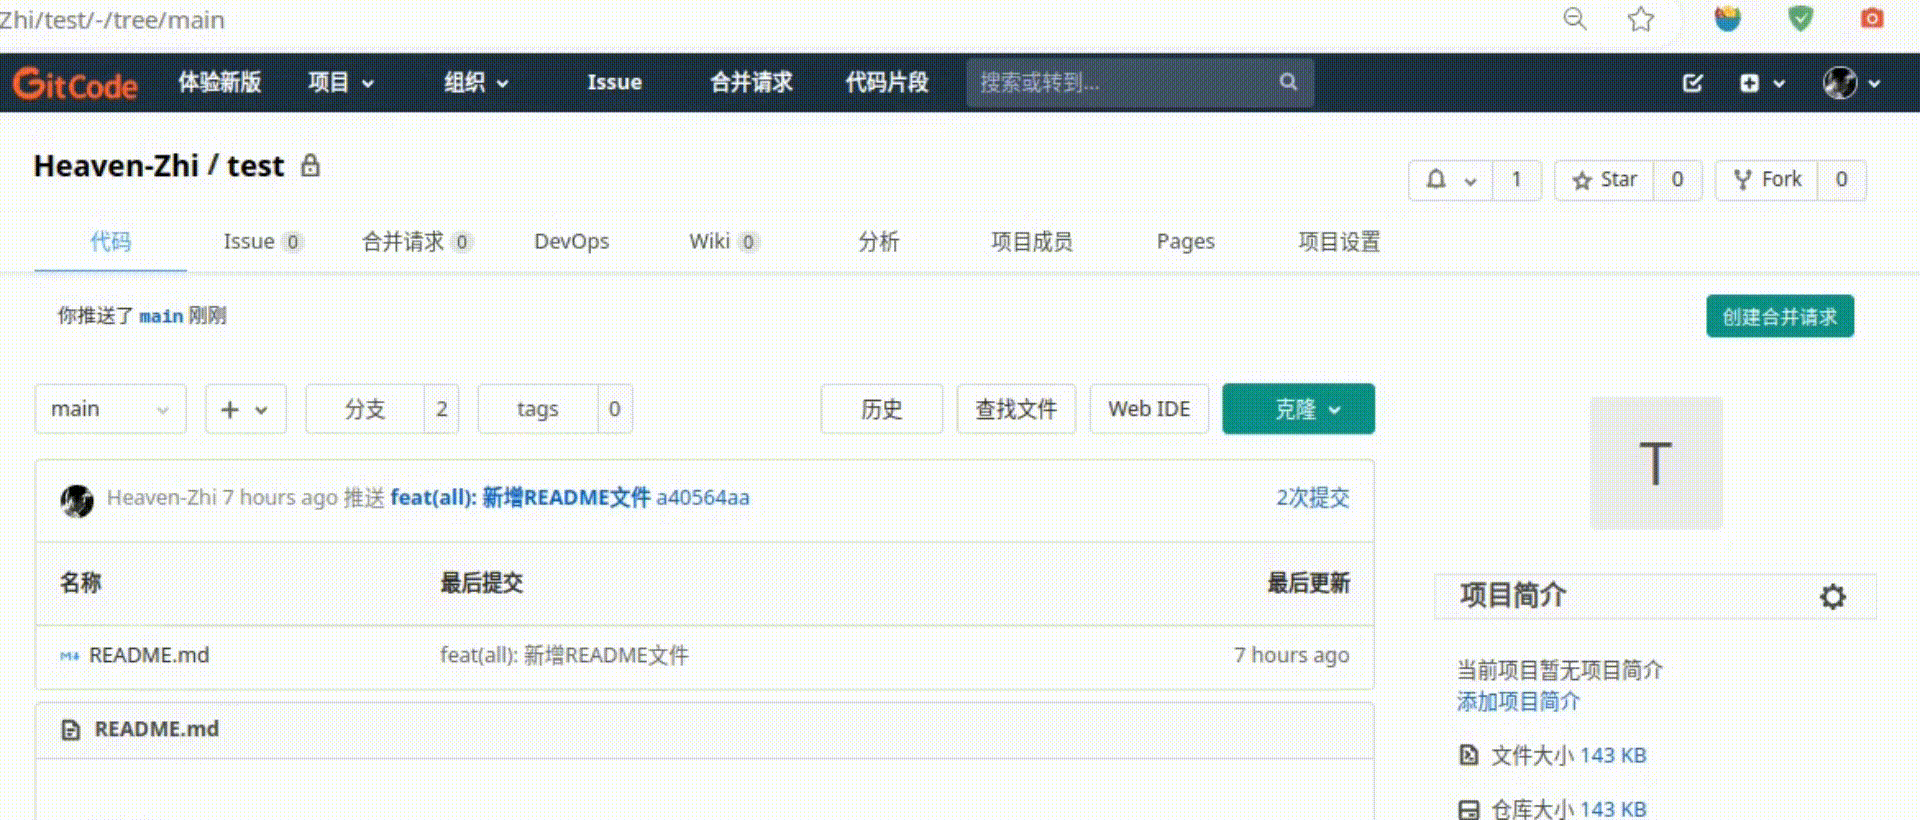 Zhi/test/-/tree/main
GitCode 体验新版 项目 组织 Issue 合并请求 代码片段 搜索或转到...
Heaven-Zhi / test
1 Star 0 Fork 0
代码 Issue 0 合并请求 0 DevOps Wiki 0 分析 项目成员 Pages 项目设置
你推送了 main 刚刚 创建合并请求
main 分支 2 tags 0 历史 查找文件 Web IDE 克隆
T
Heaven-Zhi 7 hours ago 推送 feat(all): 新增README文件 a40564aa 2次提交
名称 最后提交 最后更新
项目简介
README.md feat(all): 新增README文件 7 hours ago
当前项目暂无项目简介
添加项目简介
README.md
文件大小 143 KB
仓库大小 143 KB